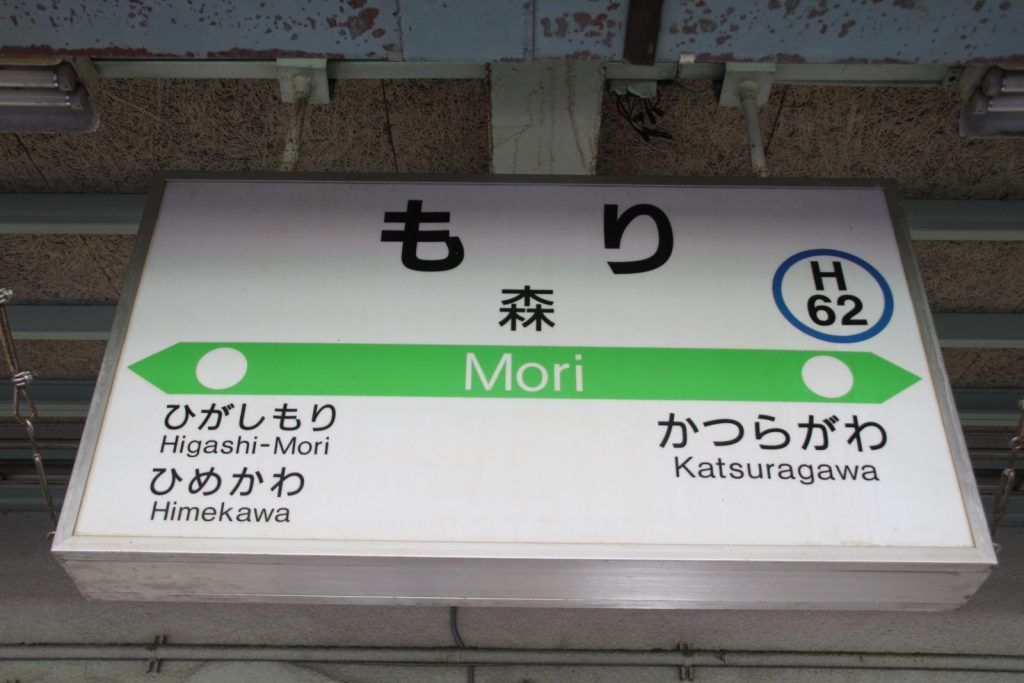 もり
森
H
62
Mori
ひがしもり
Higashi-Mori
ひめかわ
Himekawa
かつらがわ
Katsuragawa